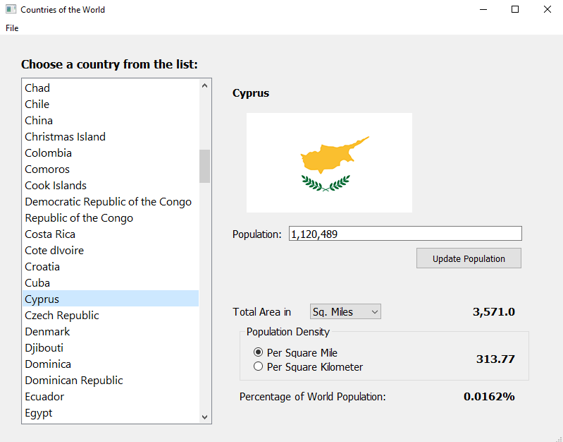 Countries of the World
File
Choose a country from the list:
Chad
Chile
China
Christmas Island
Colombia
Comoros
Cook Islands
Democratic Republic of the Congo
Republic of the Congo
Costa Rica
Cote dIvoire
Croatia
Cuba
Cyprus
Czech Republic
Denmark
Djibouti
Dominica
Dominican Republic
Ecuador
Egypt
Cyprus
Population: 1,120,489
Update Population
Total Area in Sq. Miles 3,571.0
Population Density
Per Square Mile
Per Square Kilometer
313.77
Percentage of World Population: 0.0162%